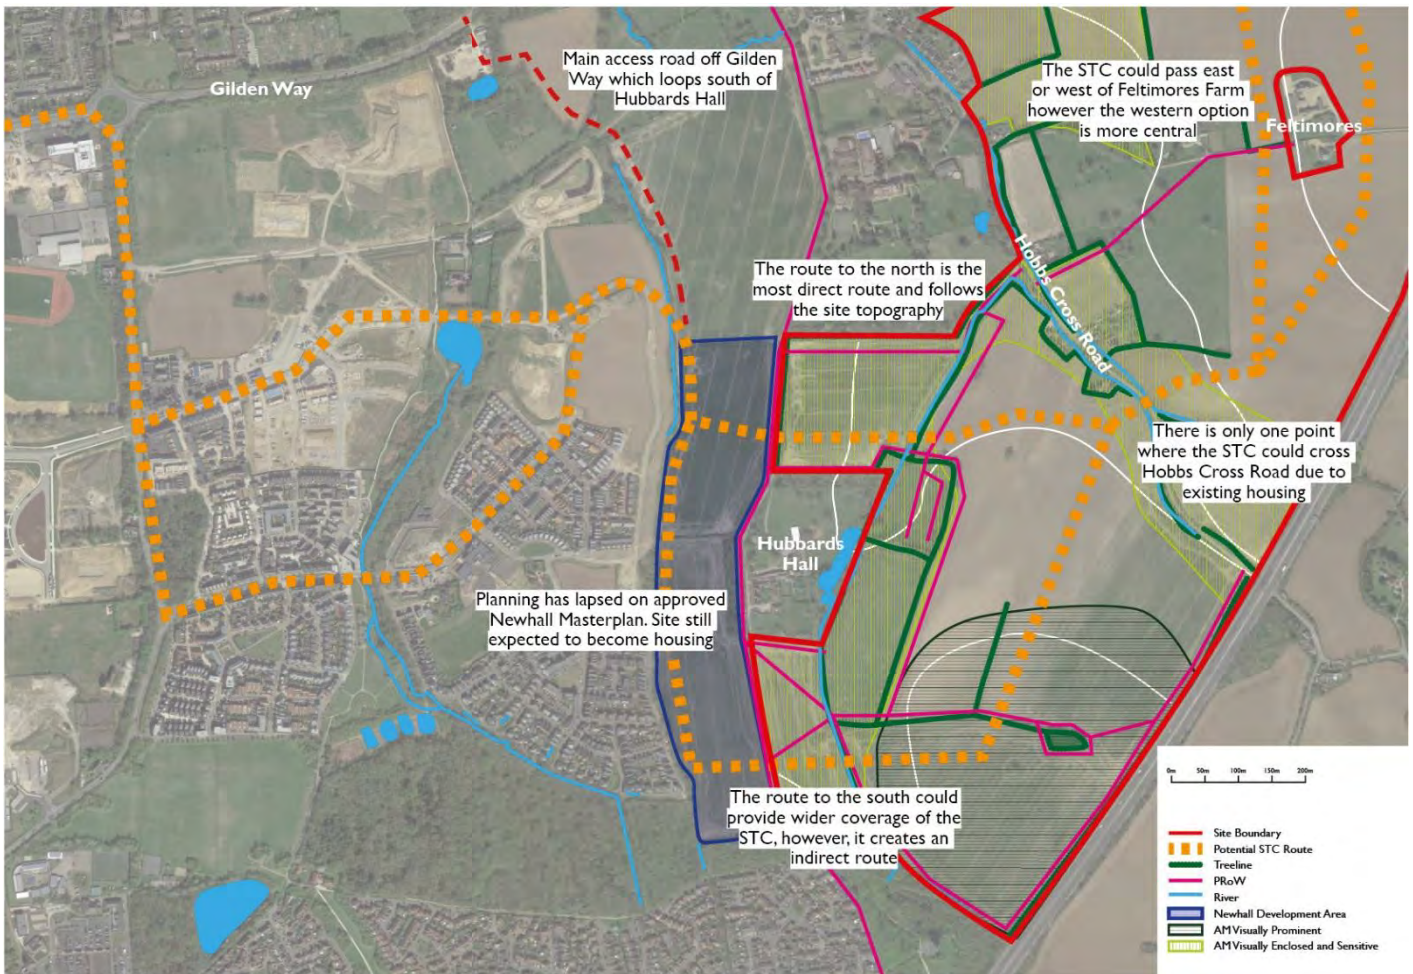 Gilden Way
Main access road off Gilden
Way which loops south of
Hubbards Hall
The STC could pass east
or west of Feltimores Farm
however the western option
is more central
Feltimores
Hobbs Cross Road
The route to the north is the
most direct route and follows
the site topography
There is only one point
where the STC could cross
Hobbs Cross Road due to
existing housing
Hubbards
Hall
Planning has lapsed on approved
Newhall Masterplan. Site still
expected to become housing
The route to the south could
provide wider coverage of the
STC, however, it creates an
indirect route
0m 50m 100m 150m 200m
Site Boundary
Potential STC Route
Treeline
PRoW
River
Newhall Development Area
AM Visually Prominent
AM Visually Enclosed and Sensitive